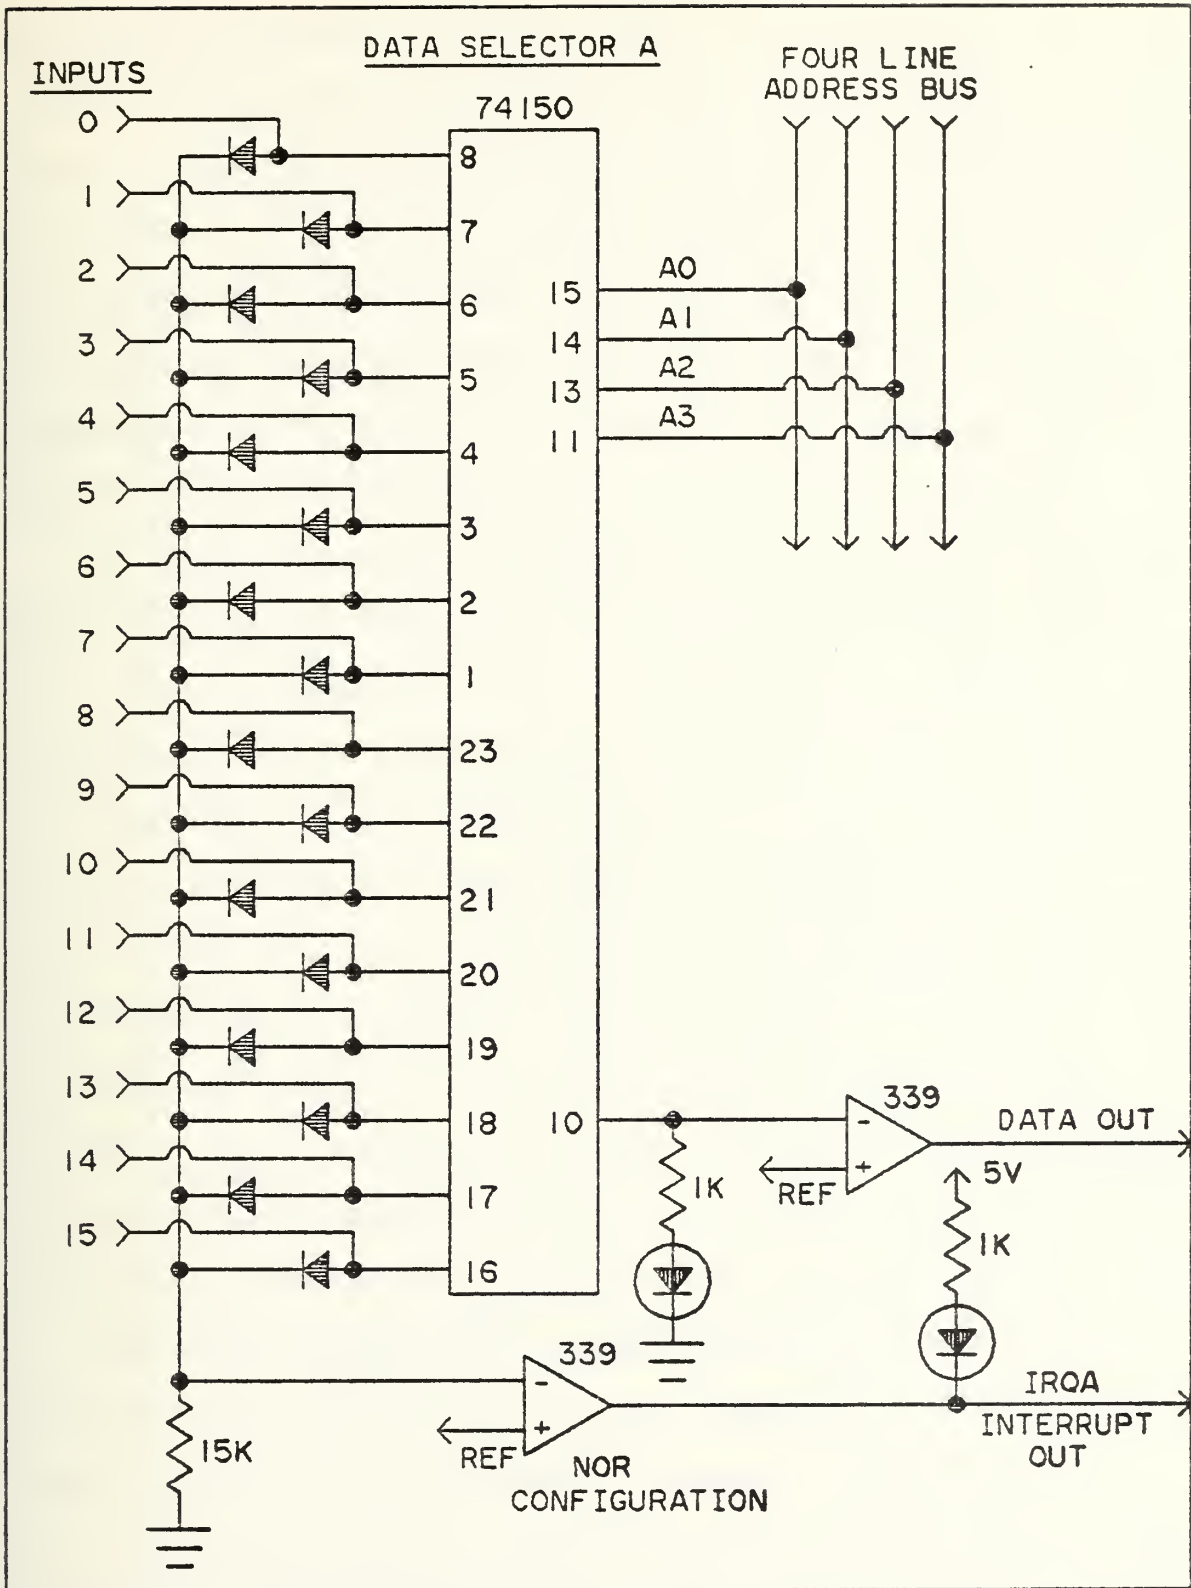 DATA SELECTOR A
INPUTS
FOUR LINE
ADDRESS BUS
74150
0
8
1
7
2
6
15
A0
3
5
14
A1
13
A2
4
4
11
A3
5
3
6
2
7
1
8
23
9
22
10
21
11
20
12
19
13
18
10
339
-
+
DATA OUT
REF
1K
5V
1K
14
17
15
16
339
-
+
REF
IRQA
INTERRUPT
OUT
15K
NOR
CONFIGURATION